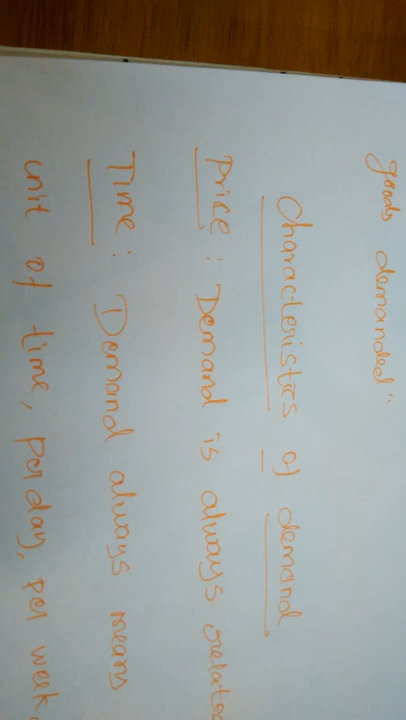 goods demanded"
Characteristics of demand
Price: Demand is always related
Time: Demand always means
unit of time, per day, per week,